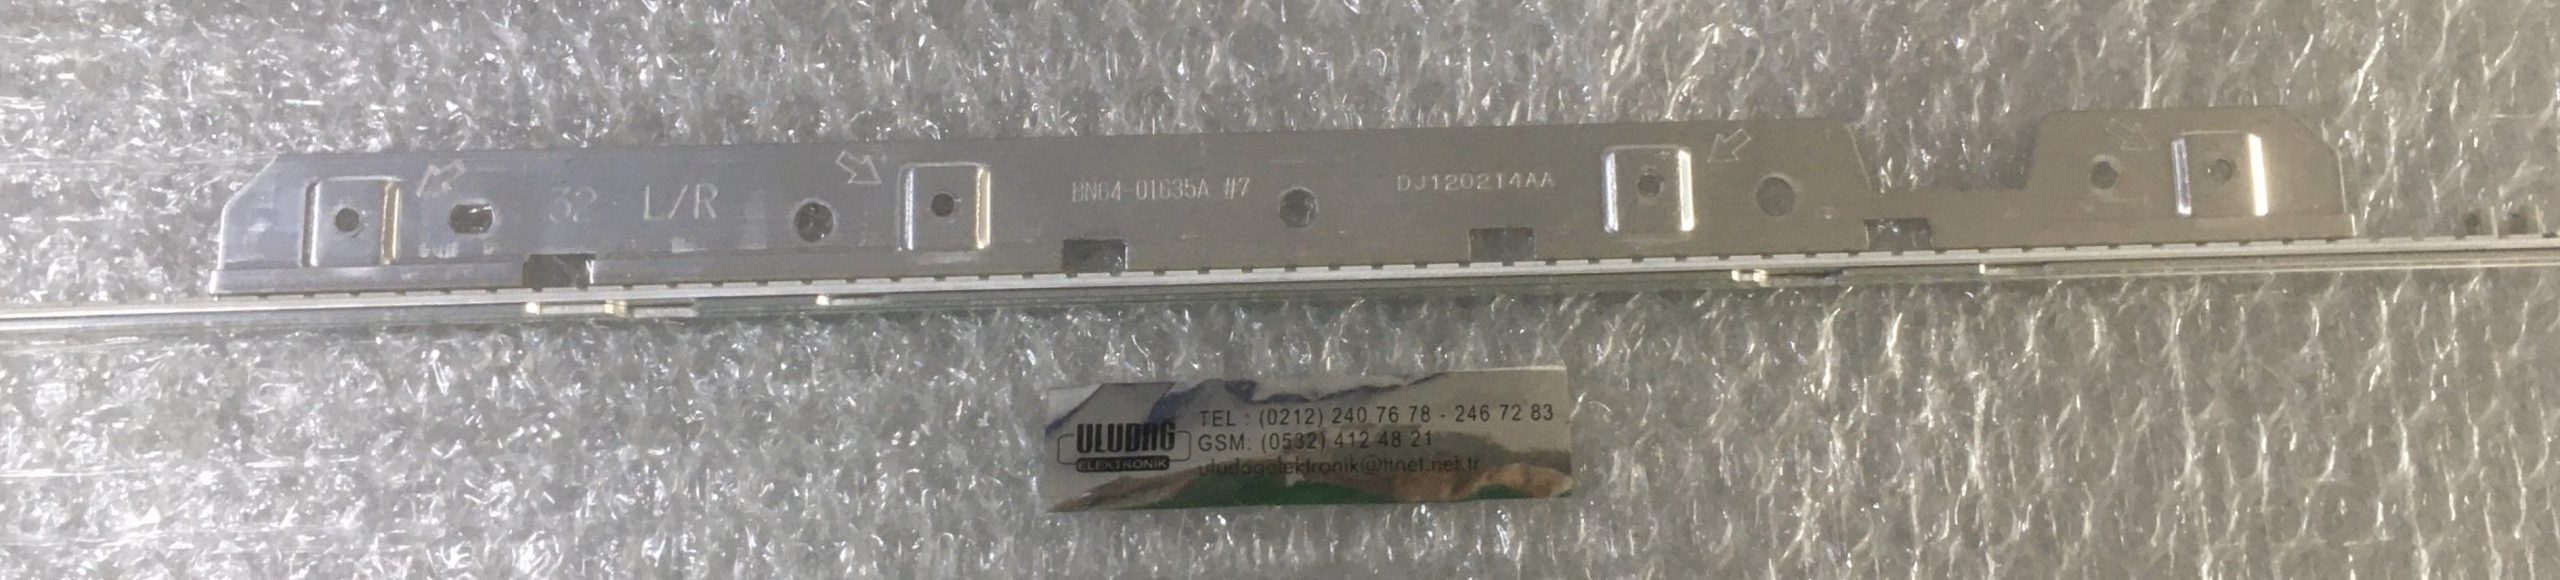 32 L/R
BN64-01635A #7
DJ120214AA
ULUDAG
ELEKTRONİK
TEL : (0212) 240 76 78 - 246 72 83
GSM: (0532) 412 48 21
uludagelektronik@ttnet.net.tr